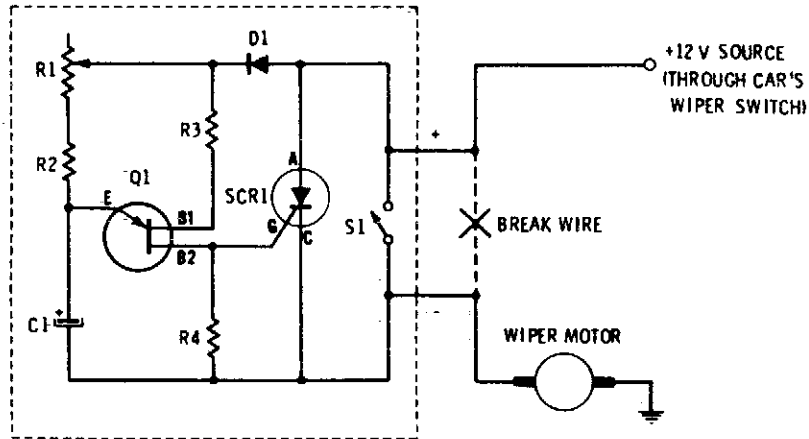 D1
R1
R3
R2
Q1
E
B1
B2
A
SCR1
G
C
S1
C1
+
R4
+
-
+12 V SOURCE
(THROUGH CAR'S
WIPER SWITCH)
BREAK WIRE
WIPER MOTOR